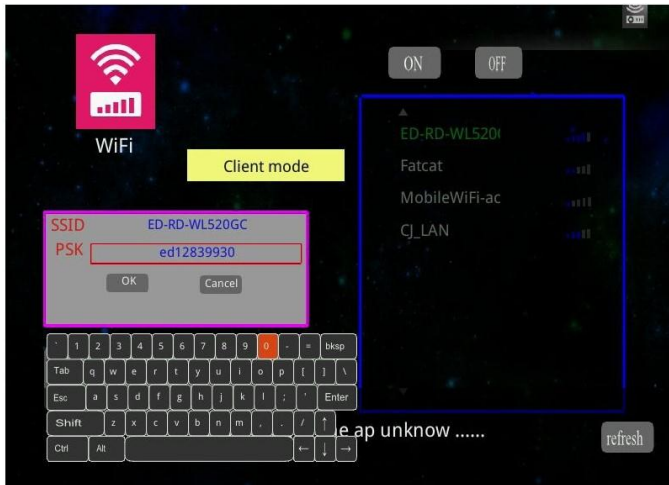 WiFi
Client mode
ON OFF
ED-RD-WL520
Fatcat
MobileWiFi-ac
CJ_LAN
SSID ED-RD-WL520GC
PSK ed12839930
OK Cancel
` 1 2 3 4 5 6 7 8 9 0 - = bksp
Tab q w e r t y u i o p [ ] \
Esc a s d f g h j k l ; ' Enter
Shift z x c v b n m , . / ↑
Ctrl Alt ← ↓ →
e ap unknow ......
refresh